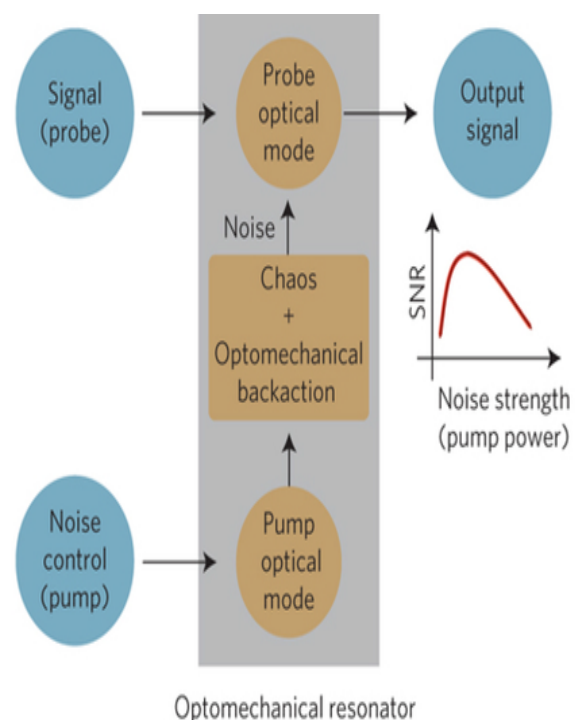 Signal
(probe)
Probe
optical
mode
Output
signal
Noise
Chaos
+
Optomechanical
backaction
SNR
Noise strength
(pump power)
Noise
control
(pump)
Pump
optical
mode
Optomechanical resonator